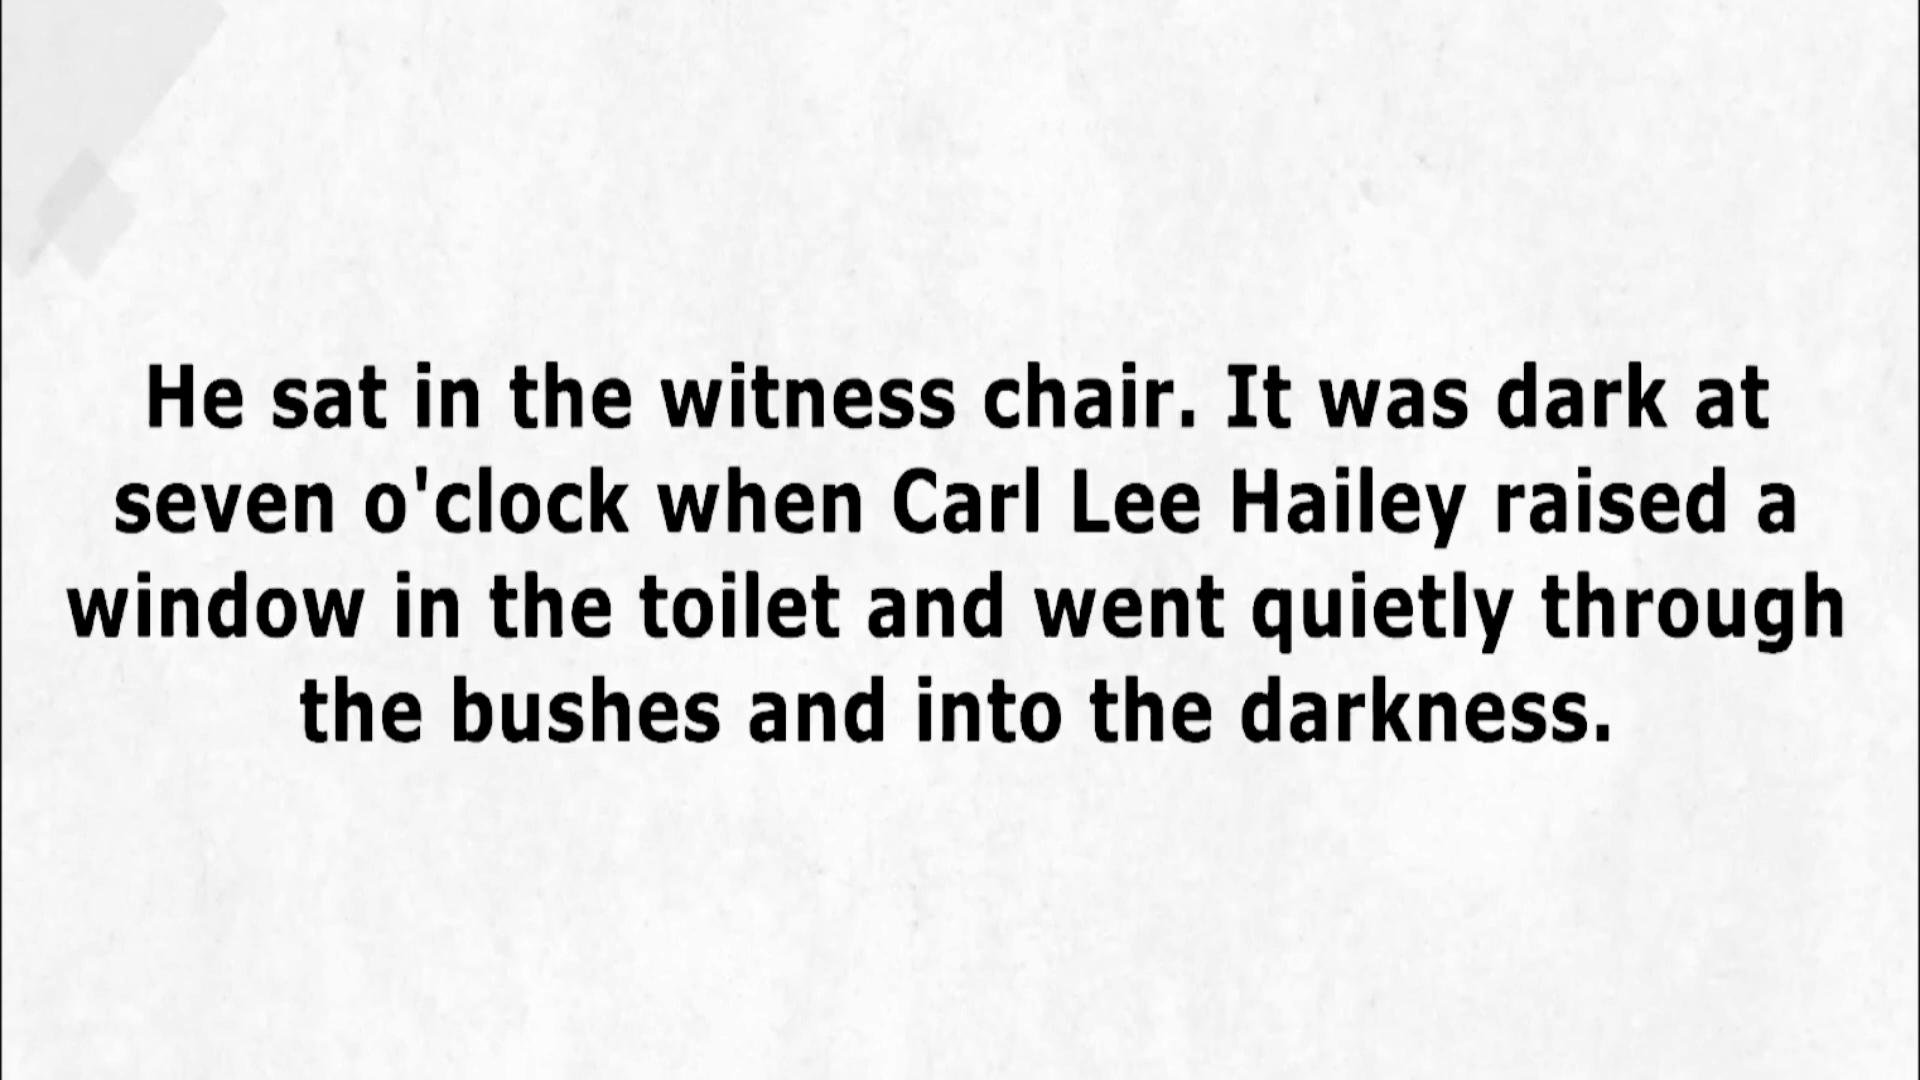 He sat in the witness chair. It was dark at
seven o'clock when Carl Lee Hailey raised a
window in the toilet and went quietly through
the bushes and into the darkness.